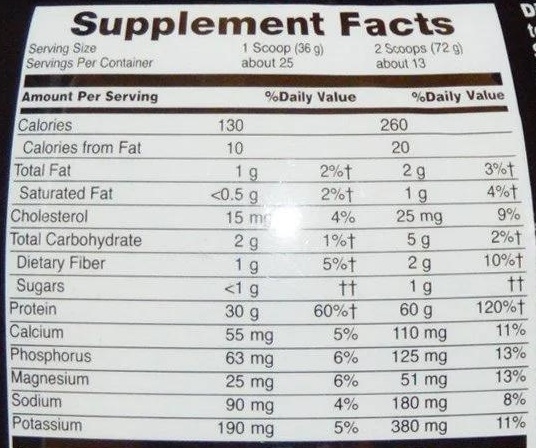 Supplement Facts
Serving Size 1 Scoop (36 g) 2 Scoops (72 g)
Servings Per Container about 25 about 13
Amount Per Serving %Daily Value %Daily Value
Calories 130 260
Calories from Fat 10 20
Total Fat 1 g 2%† 2 g 3%†
Saturated Fat <0.5 g 2%† 1 g 4%†
Cholesterol 15 mg 4% 25 mg 9%
Total Carbohydrate 2 g 1%† 5 g 2%†
Dietary Fiber 1 g 5%† 2 g 10%†
Sugars <1 g †† 1 g ††
Protein 30 g 60%† 60 g 120%†
Calcium 55 mg 5% 110 mg 11%
Phosphorus 63 mg 6% 125 mg 13%
Magnesium 25 mg 6% 51 mg 13%
Sodium 90 mg 4% 180 mg 8%
Potassium 190 mg 5% 380 mg 11%